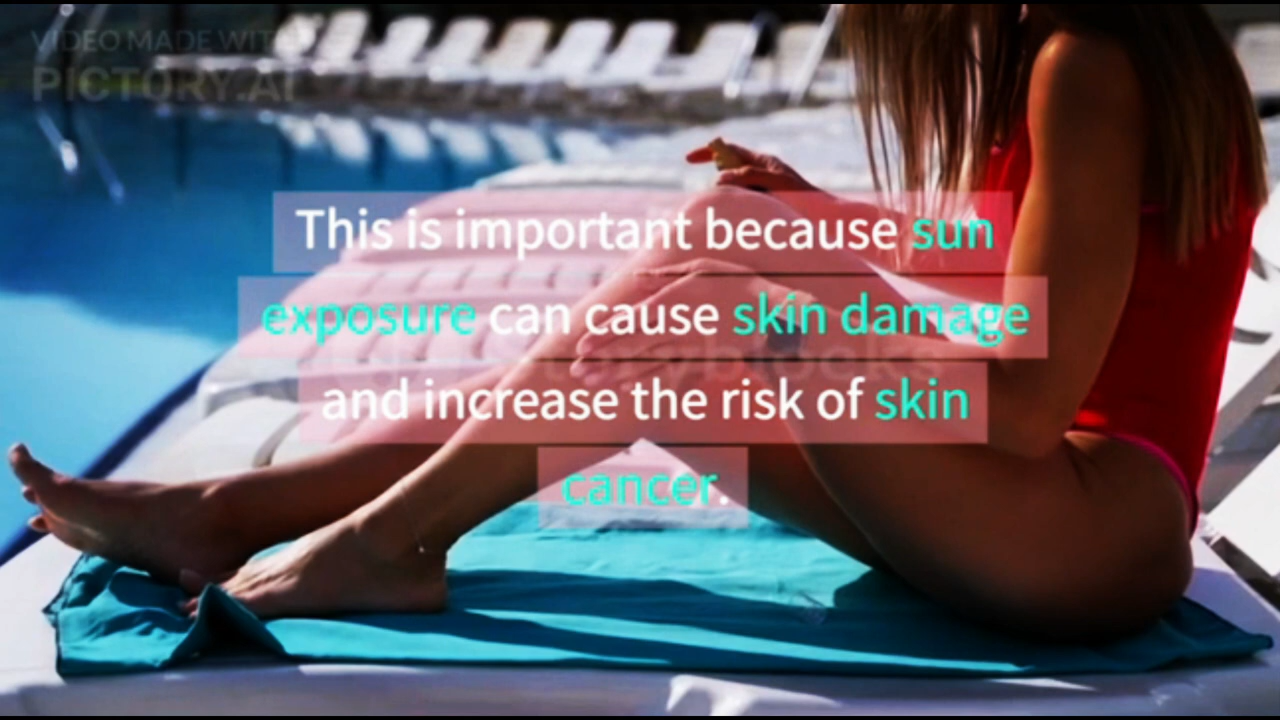 VIDEO MADE WITH
PICTORY.AI
This is important because sun
exposure can cause skin damage
and increase the risk of skin
cancer.